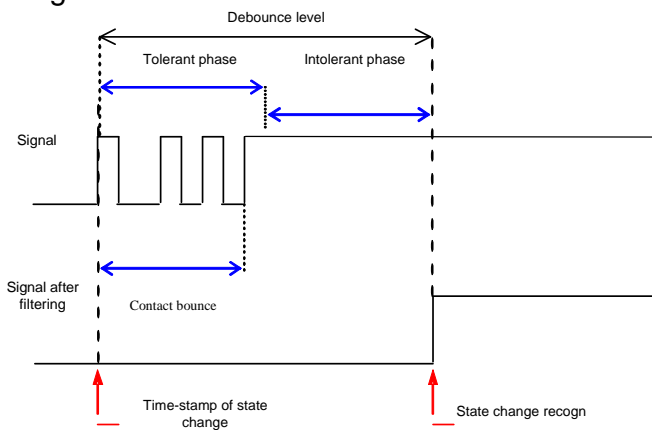 Debounce level
Tolerant phase
Intolerant phase
Signal
Signal after
filtering
Contact bounce
Time-stamp of state
change
State change recogn